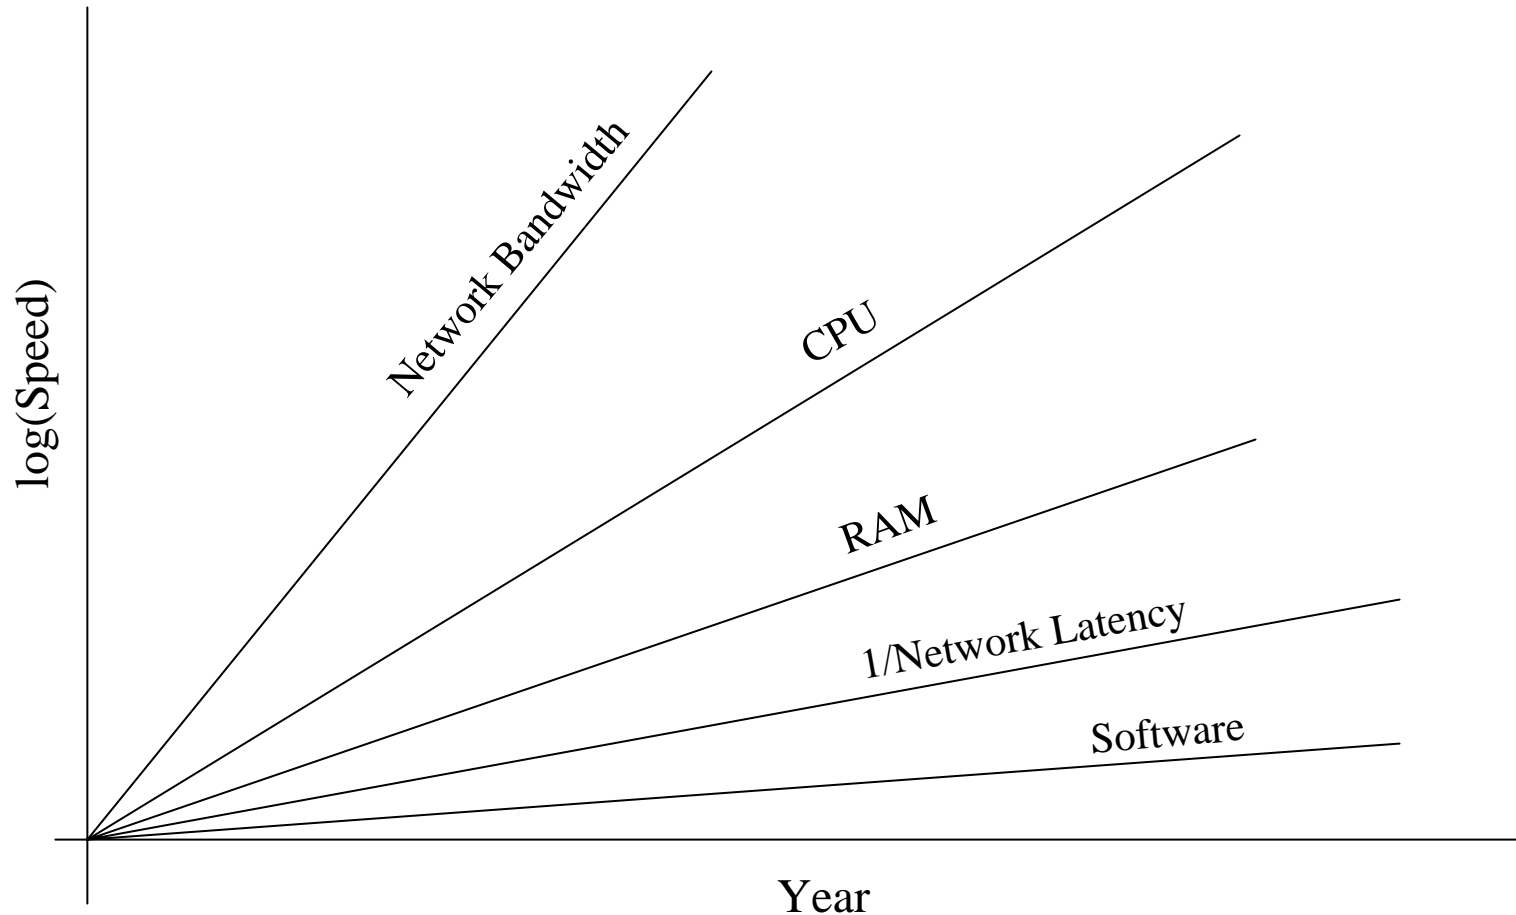 Network Bandwidth
CPU
log(Speed)
RAM
1/Network Latency
Software
Year